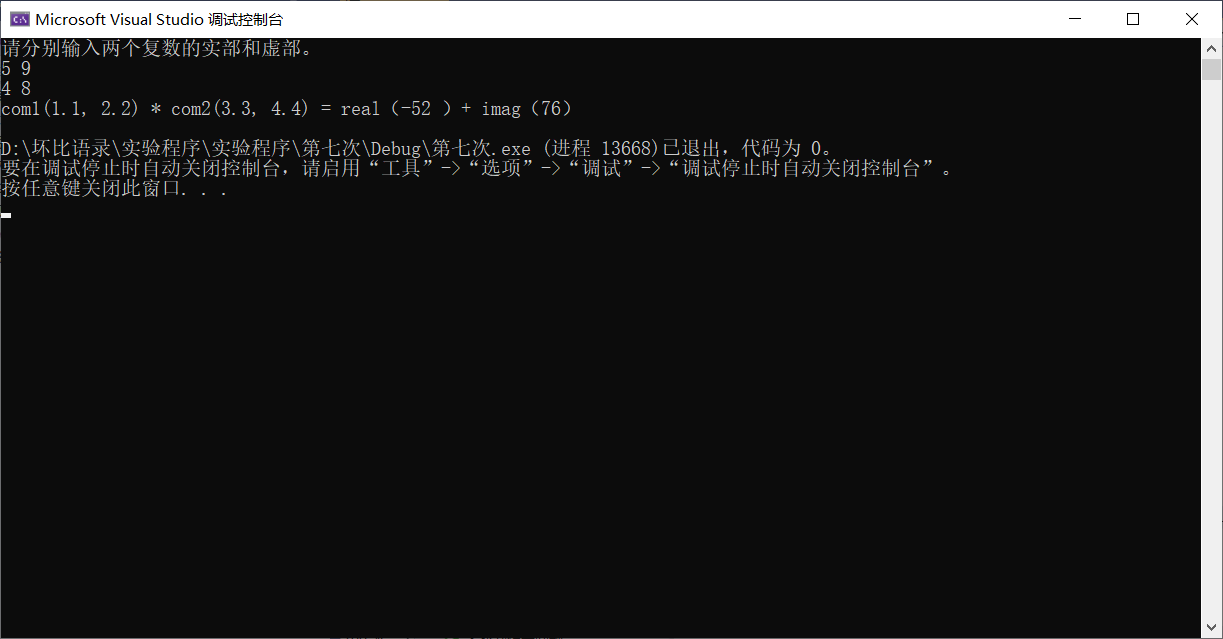 Microsoft Visual Studio 调试控制台
请分别输入两个复数的实部和虚部。
5 9
4 8
com1(1.1, 2.2) * com2(3.3, 4.4) = real（-52 ）+ imag（76）
D:\坏比语录\实验程序\实验程序\第七次\Debug\第七次.exe (进程 13668)已退出，代码为 0。
要在调试停止时自动关闭控制台，请启用“工具”->“选项”->“调试”->“调试停止时自动关闭控制台”。
按任意键关闭此窗口. . .